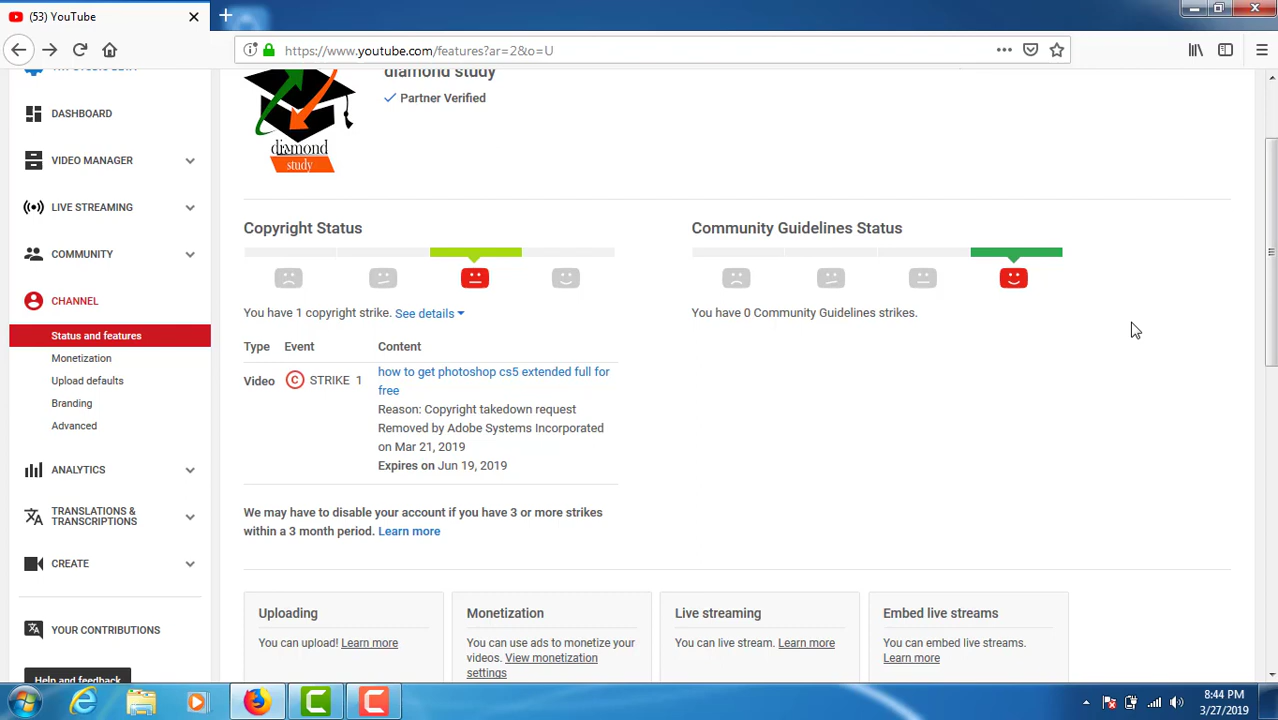 (53) YouTube
https://www.youtube.com/features?ar=2&o=U
DASHBOARD
VIDEO MANAGER
LIVE STREAMING
COMMUNITY
CHANNEL
Status and features
Monetization
Upload defaults
Branding
Advanced
ANALYTICS
TRANSLATIONS &
TRANSCRIPTIONS
CREATE
YOUR CONTRIBUTIONS
Help and feedback
diamond study
Partner Verified
diamond
study
Copyright Status
You have 1 copyright strike. See details
Type Event Content
Video STRIKE 1 how to get photoshop cs5 extended full for
free
Reason: Copyright takedown request
Removed by Adobe Systems Incorporated
on Mar 21, 2019
Expires on Jun 19, 2019
We may have to disable your account if you have 3 or more strikes
within a 3 month period. Learn more
Community Guidelines Status
You have 0 Community Guidelines strikes.
Uploading
You can upload! Learn more
Monetization
You can use ads to monetize your
videos. View monetization
settings
Live streaming
You can live stream. Learn more
Embed live streams
You can embed live streams.
Learn more
8:44 PM
3/27/2019